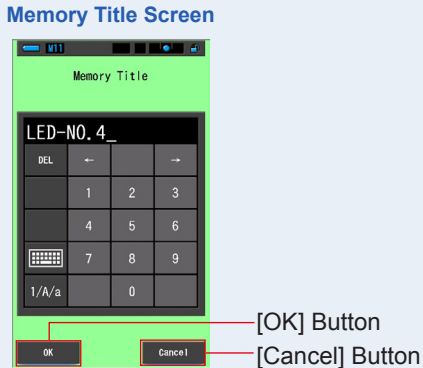 Memory Title Screen
M11
Memory Title
LED-NO.4_
DEL ← →
1 2 3
4 5 6
7 8 9
1/A/a 0
[OK] Button
OK Cancel
[Cancel] Button